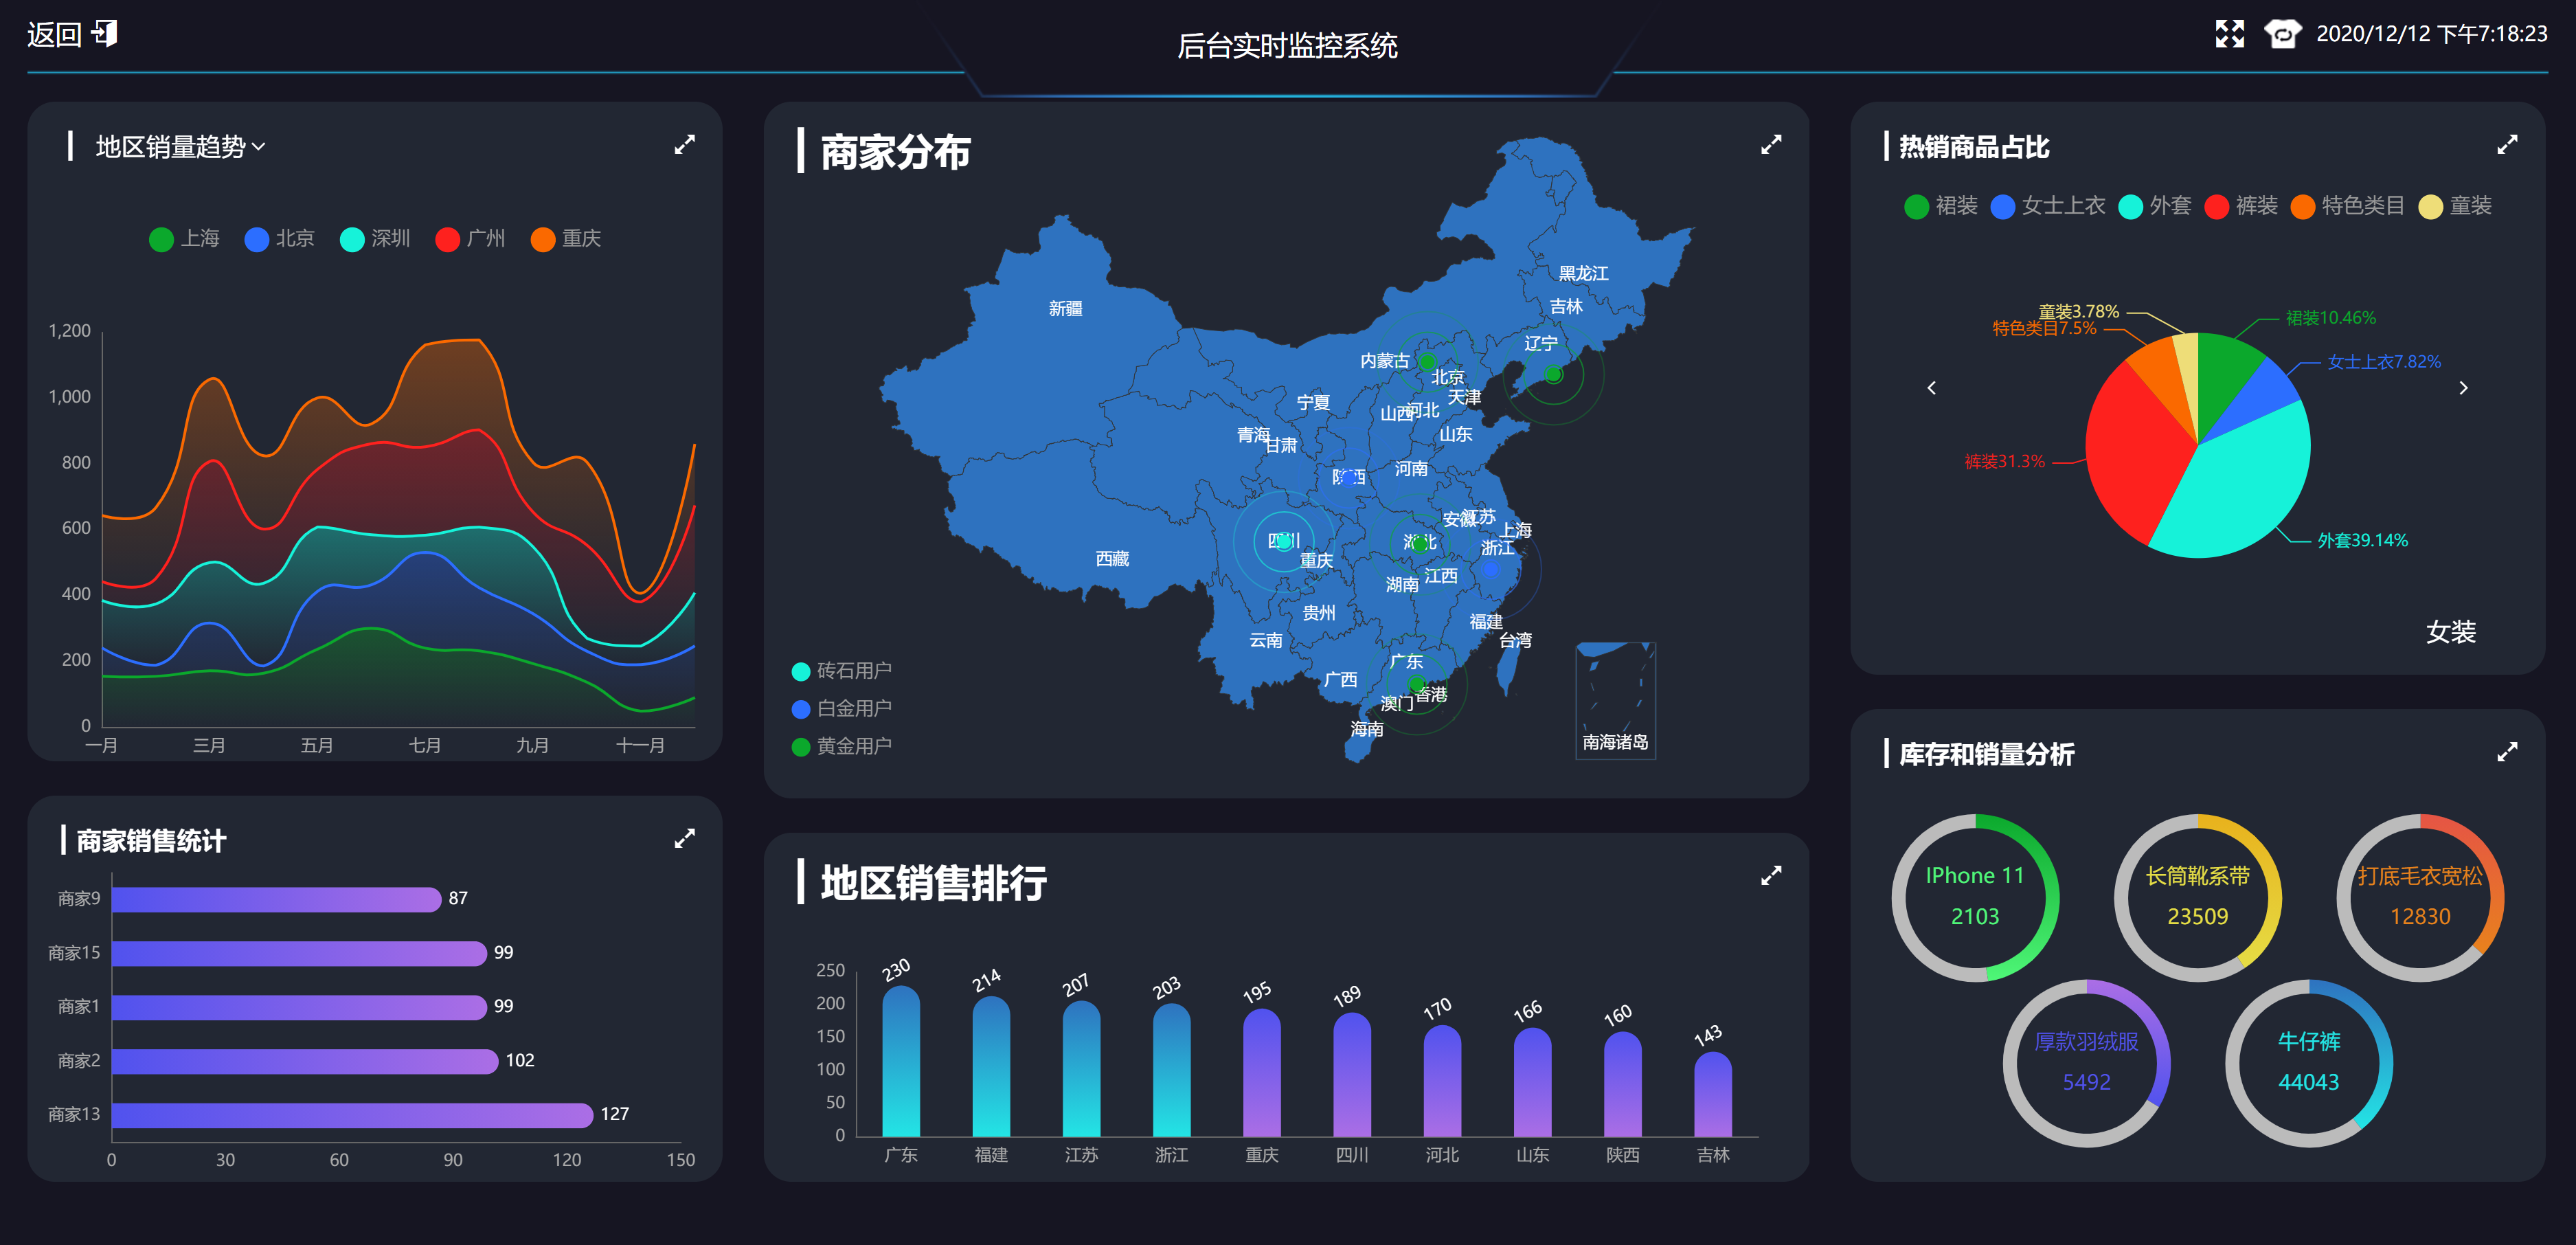 返回
后台实时监控系统
2020/12/12 下午7:18:23
地区销量趋势
上海 北京 深圳 广州 重庆
1,200
1,000
800
600
400
200
0
一月 三月 五月 七月 九月 十一月
商家销售统计
商家9 87
商家15 99
商家1 99
商家2 102
商家13 127
0 30 60 90 120 150
商家分布
黑龙江
吉林
新疆
辽宁
内蒙古
北京
天津
宁夏
山西
河北
青海
甘肃
山东
陕西
河南
安徽
江苏
上海
四川
湖北
浙江
西藏
重庆
湖南
江西
贵州
福建
云南
台湾
广东
广西
香港
澳门
海南
南海诸岛
砖石用户
白金用户
黄金用户
地区销售排行
250
200
150
100
50
0
230 214 207 203 195 189 170 166 160 143
广东 福建 江苏 浙江 重庆 四川 河北 山东 陕西 吉林
热销商品占比
裙装 女士上衣 外套 裤装 特色类目 童装
童装3.78%
裙装10.46%
特色类目7.5%
女士上衣7.82%
裤装31.3%
外套39.14%
女装
库存和销量分析
IPhone 11
2103
长筒靴系带
23509
打底毛衣宽松
12830
厚款羽绒服
5492
牛仔裤
44043